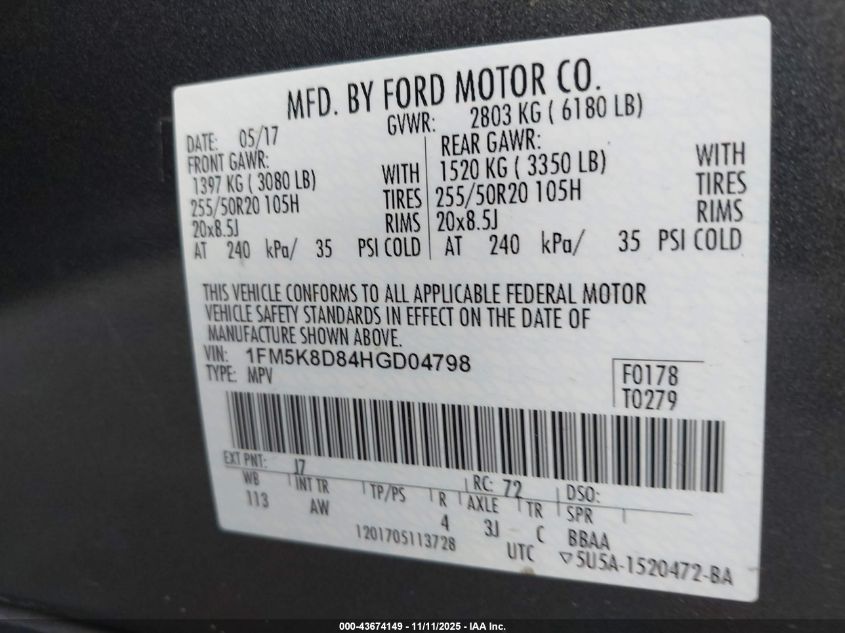 MFD. BY FORD MOTOR CO.
DATE: 05/17 GVWR: 2803 KG ( 6180 LB)
FRONT GAWR: REAR GAWR:
1397 KG ( 3080 LB) WITH 1520 KG ( 3350 LB) WITH
255/50R20 105H TIRES 255/50R20 105H TIRES
20x8.5J RIMS 20x8.5J RIMS
AT 240 kPa/ 35 PSI COLD AT 240 kPa/ 35 PSI COLD
THIS VEHICLE CONFORMS TO ALL APPLICABLE FEDERAL MOTOR
VEHICLE SAFETY STANDARDS IN EFFECT ON THE DATE OF
MANUFACTURE SHOWN ABOVE.
VIN: 1FM5K8D84HGD04798
TYPE: MPV
F0178
T0279
EXT PNT: J7 RC: 72 DSO:
WB INT TR TP/PS R AXLE TR SPR
113 AW 4 3J C BBAA
1201705113728 UTC ▽5U5A-1520472-BA
000-43674149 - 11/11/2025 - IAA Inc.